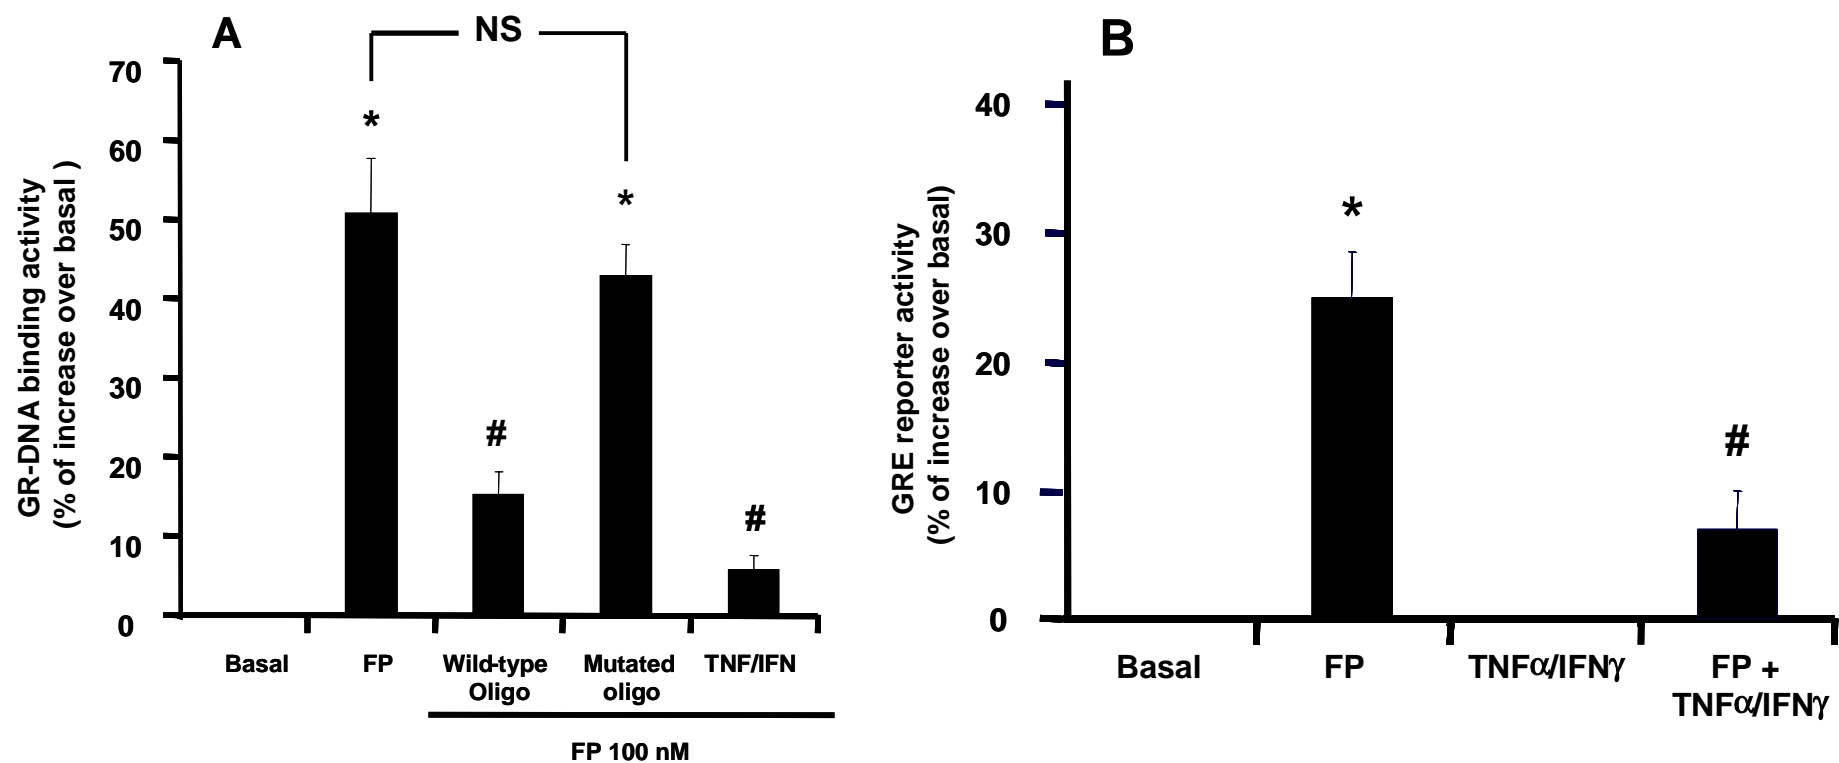 A
NS
70
60
50
40
30
20
10
0
GR-DNA binding activity
(% of increase over basal )
*
#
*
#
Basal
FP
Wild-type
Oligo
Mutated
oligo
TNF/IFN
FP 100 nM
B
40
30
20
10
0
GRE reporter activity
(% of increase over basal)
*
#
Basal
FP
TNFα/IFNγ
FP +
TNFα/IFNγ